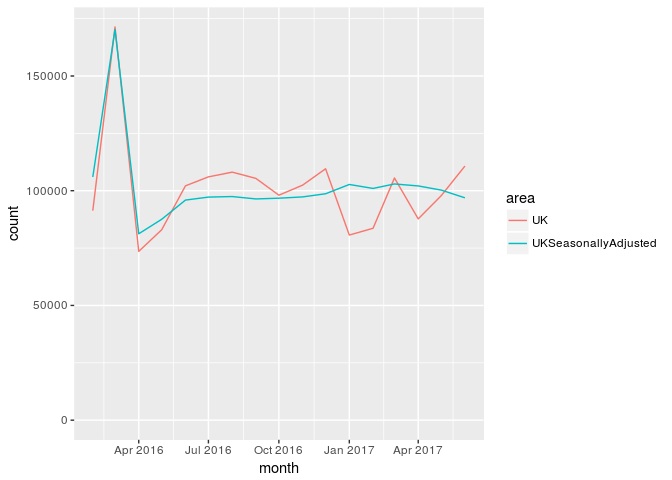 150000
100000
50000
0
count
Apr 2016 Jul 2016 Oct 2016 Jan 2017 Apr 2017
month
area
UK
UKSeasonallyAdjusted